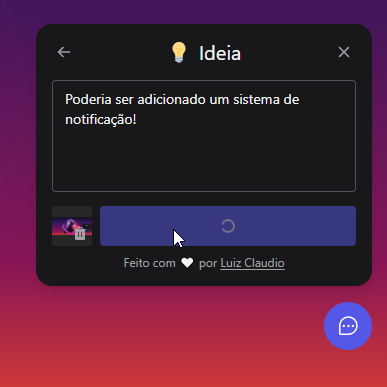 Ideia
Poderia ser adicionado um sistema de
notificação!
Feito com ♥ por Luiz Claudio